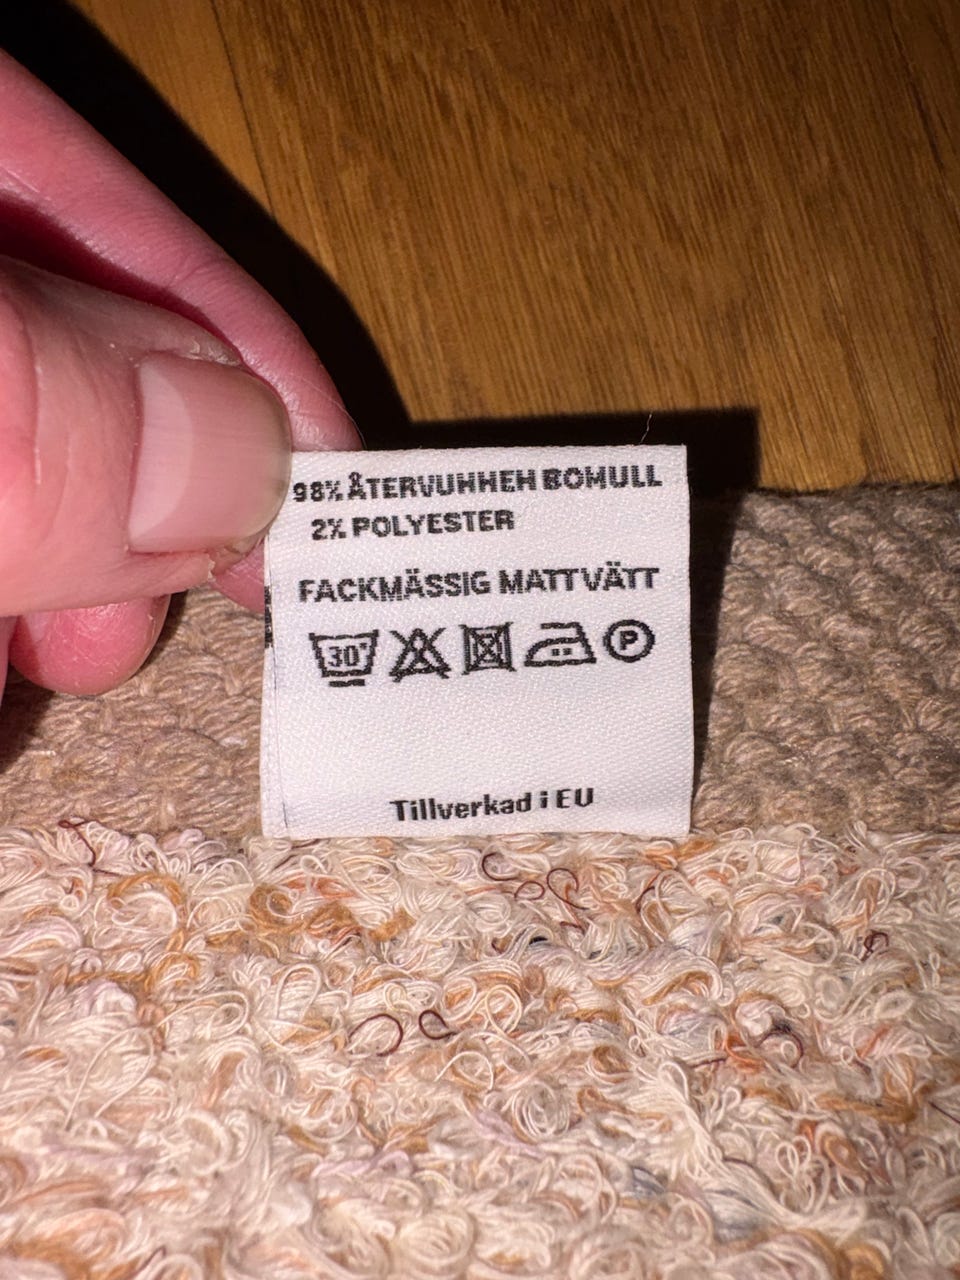 98% ÅTERVUNNEN BOMULL
2% POLYESTER
FACKMÄSSIG MATTVÄTT
30° P
Tillverkad i EU